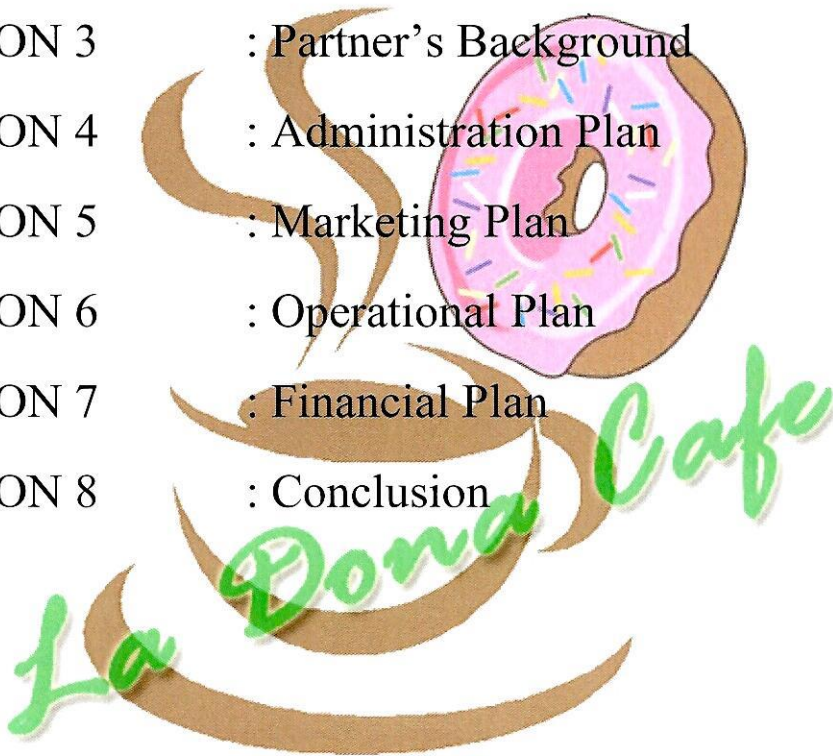 ON 3 : Partner's Background
ON 4 : Administration Plan
ON 5 : Marketing Plan
ON 6 : Operational Plan
ON 7 : Financial Plan
ON 8 : Conclusion
La Dona Cafe